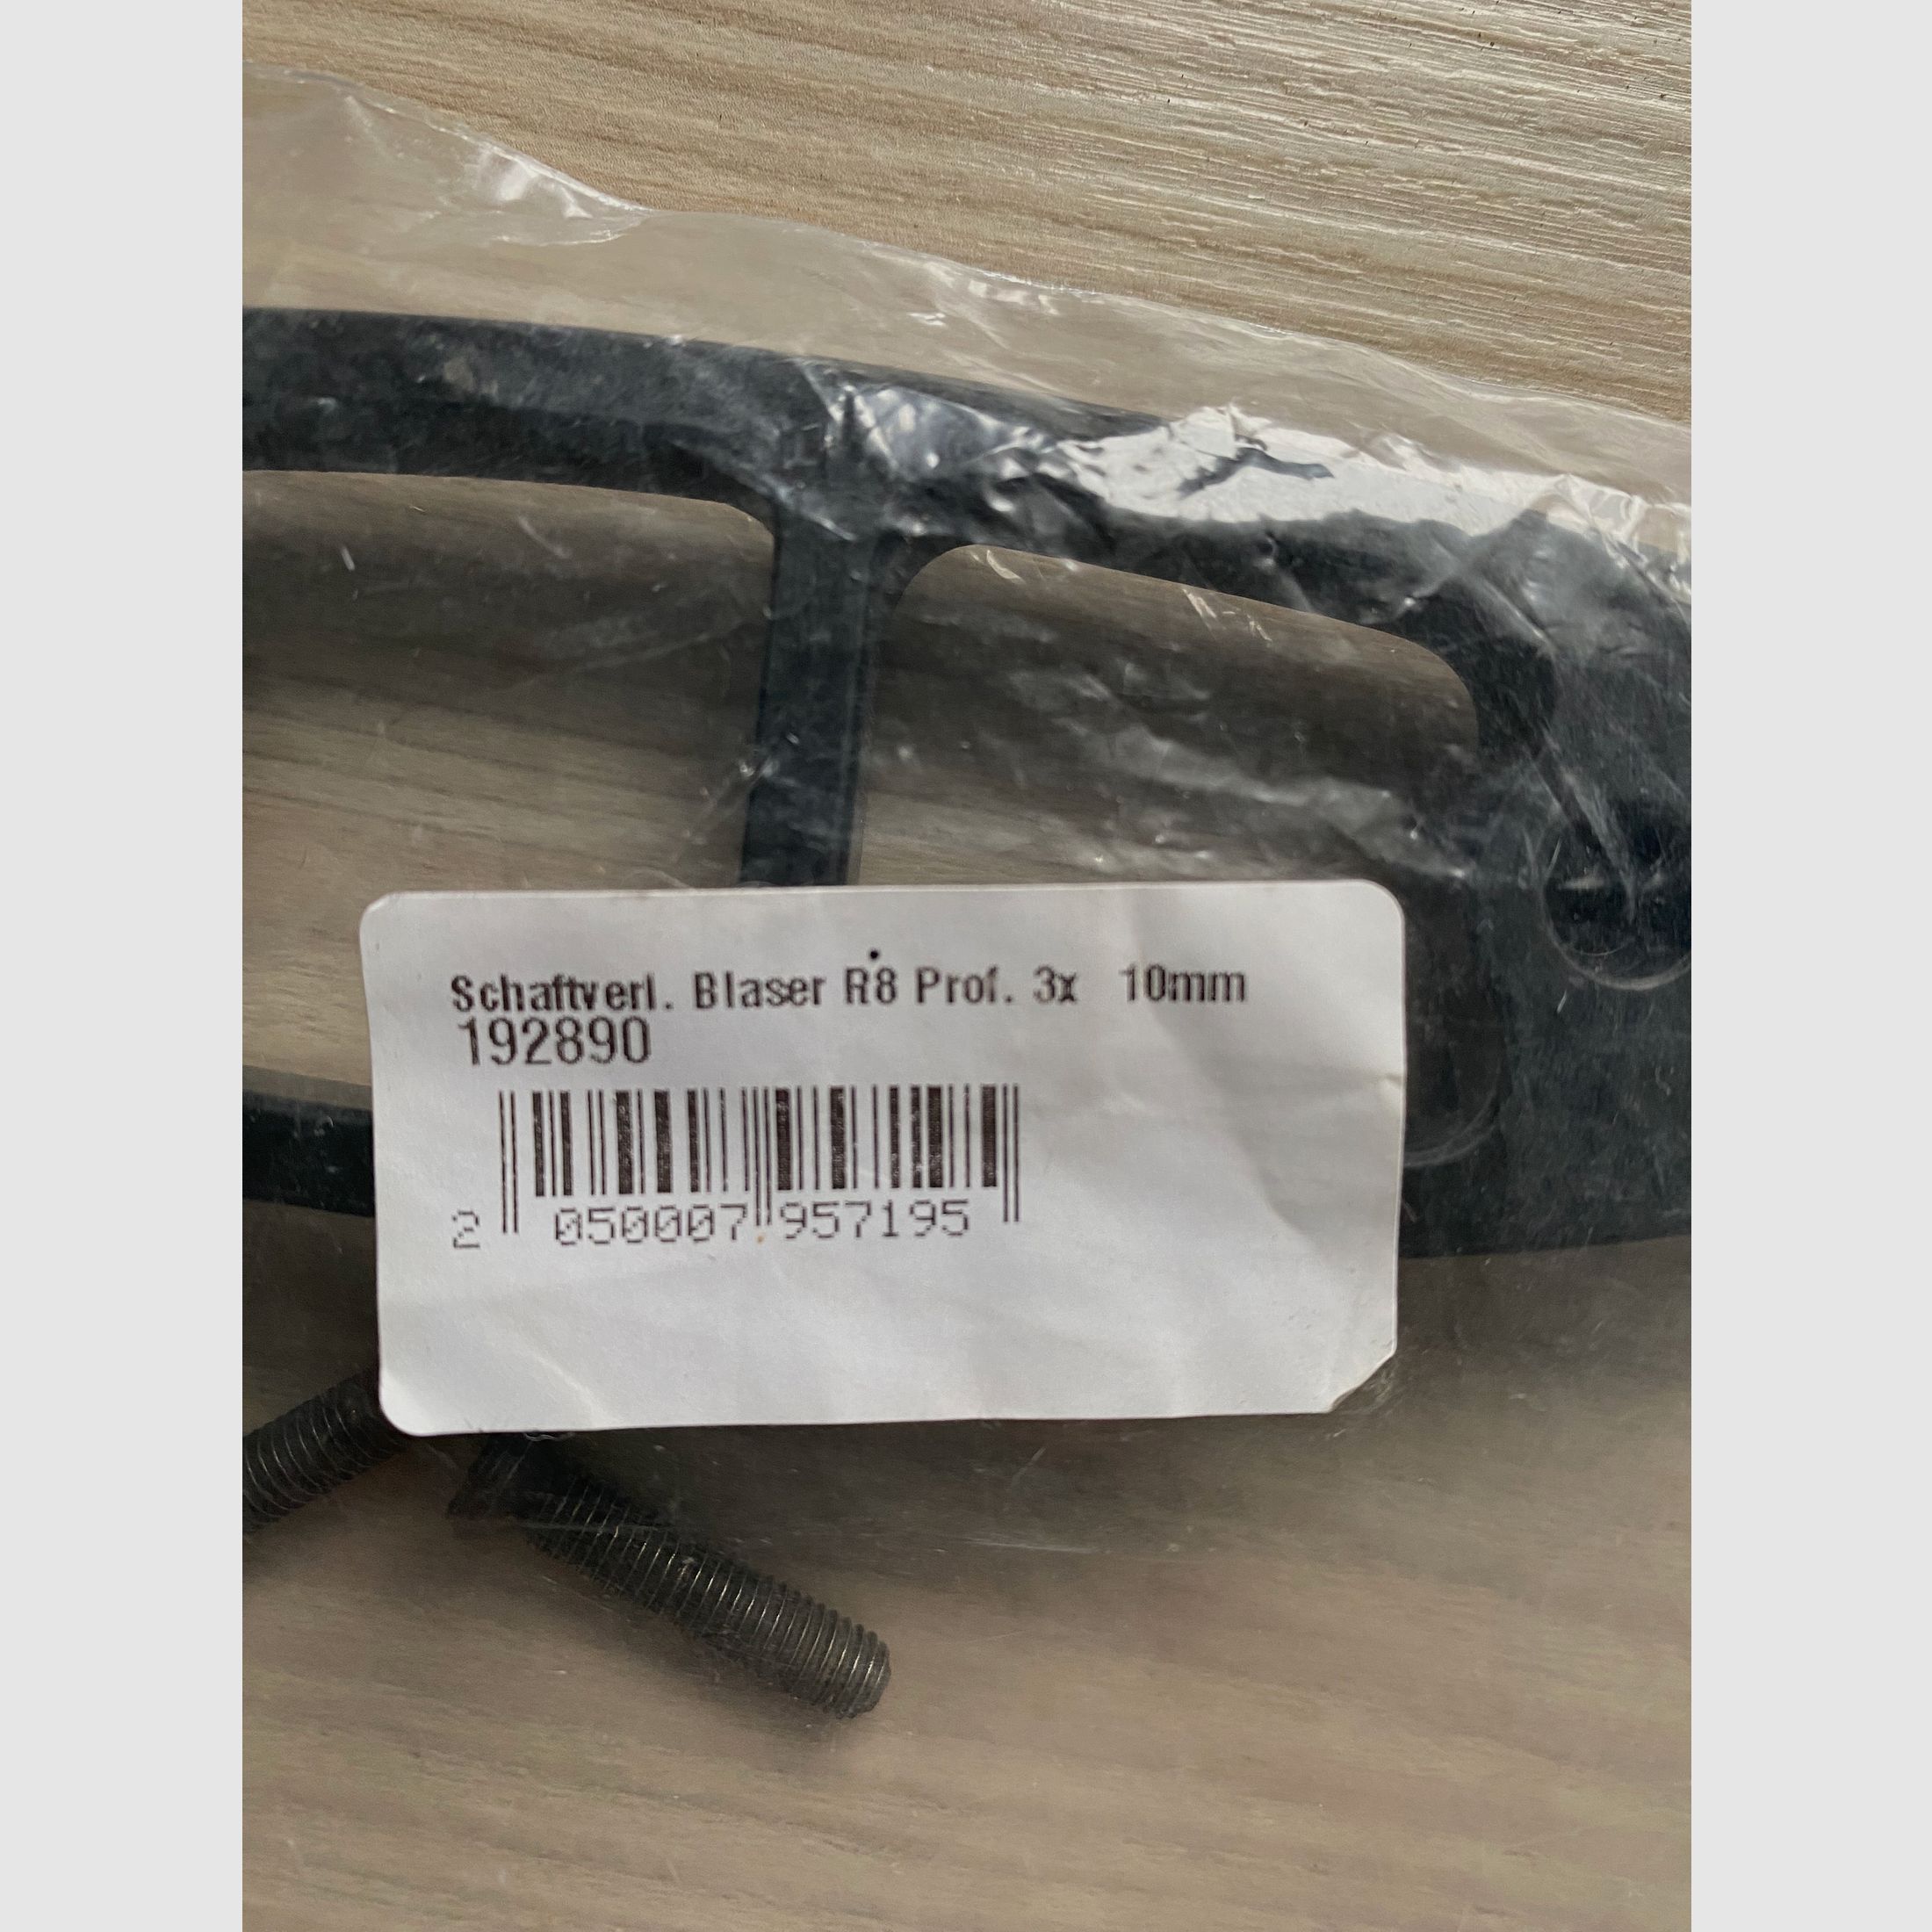 Schaftverl. Blaser R8 Prof. 3x 10mm
192890
2 050007 957195